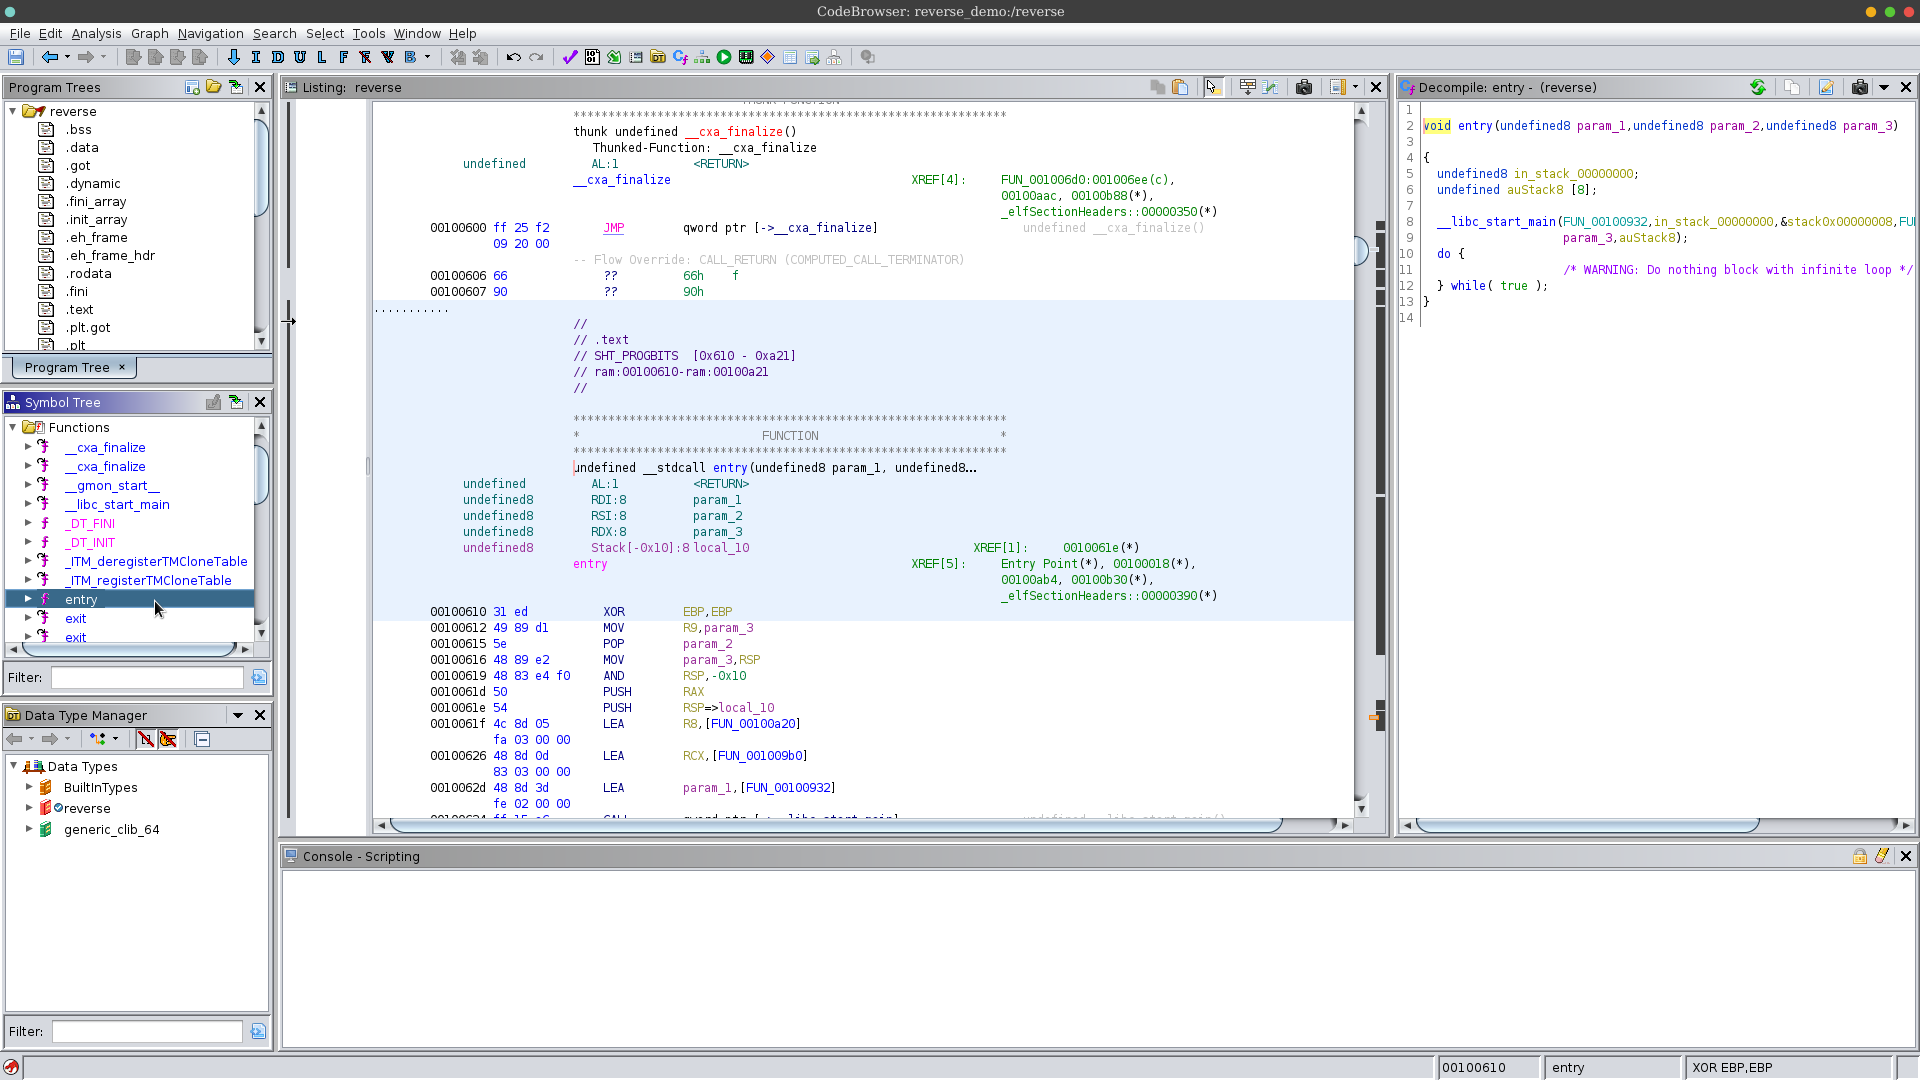 CodeBrowser: reverse_demo:/reverse
File Edit Analysis Graph Navigation Search Select Tools Window Help
I D U L F R V B
Program Trees
reverse
.bss
.data
.got
.dynamic
.fini_array
.init_array
.eh_frame
.eh_frame_hdr
.rodata
.fini
.text
.plt.got
.plt
Program Tree ×
Symbol Tree
Functions
__cxa_finalize
__cxa_finalize
__gmon_start__
__libc_start_main
_DT_FINI
_DT_INIT
_ITM_deregisterTMCloneTable
_ITM_registerTMCloneTable
entry
exit
exit
Filter:
Data Type Manager
Data Types
BuiltInTypes
reverse
generic_clib_64
Filter:
Listing: reverse
THUNK FUNCTION
**************************************************************
thunk undefined __cxa_finalize()
Thunked-Function: __cxa_finalize
undefined AL:1 <RETURN>
__cxa_finalize XREF[4]: FUN_001006d0:001006ee(c),
00100aac, 00100b88(*),
_elfSectionHeaders::00000350(*)
00100600 ff 25 f2 JMP qword ptr [->__cxa_finalize] undefined __cxa_finalize()
09 20 00
-- Flow Override: CALL_RETURN (COMPUTED_CALL_TERMINATOR)
00100606 66 ?? 66h f
00100607 90 ?? 90h
...........
//
// .text
// SHT_PROGBITS [0x610 - 0xa21]
// ram:00100610-ram:00100a21
//
**************************************************************
* FUNCTION *
**************************************************************
undefined __stdcall entry(undefined8 param_1, undefined8...
undefined AL:1 <RETURN>
undefined8 RDI:8 param_1
undefined8 RSI:8 param_2
undefined8 RDX:8 param_3
undefined8 Stack[-0x10]:8 local_10 XREF[1]: 0010061e(*)
entry XREF[5]: Entry Point(*), 00100018(*),
00100ab4, 00100b30(*),
_elfSectionHeaders::00000390(*)
00100610 31 ed XOR EBP,EBP
00100612 49 89 d1 MOV R9,param_3
00100615 5e POP param_2
00100616 48 89 e2 MOV param_3,RSP
00100619 48 83 e4 f0 AND RSP,-0x10
0010061d 50 PUSH RAX
0010061e 54 PUSH RSP=>local_10
0010061f 4c 8d 05 LEA R8,[FUN_00100a20]
fa 03 00 00
00100626 48 8d 0d LEA RCX,[FUN_001009b0]
83 03 00 00
0010062d 48 8d 3d LEA param_1,[FUN_00100932]
fe 02 00 00
Decompile: entry - (reverse)
1
2 void entry(undefined8 param_1,undefined8 param_2,undefined8 param_3)
3
4 {
5 undefined8 in_stack_00000000;
6 undefined auStack8 [8];
7
8 __libc_start_main(FUN_00100932,in_stack_00000000,&stack0x00000008,FU
9 param_3,auStack8);
10 do {
11 /* WARNING: Do nothing block with infinite loop */
12 } while( true );
13 }
14
Console - Scripting
00100610 entry XOR EBP,EBP